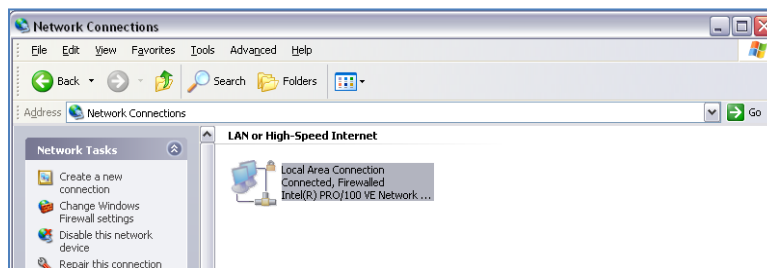 Network Connections
File Edit View Favorites Tools Advanced Help
Back Search Folders
Address Network Connections Go
Network Tasks
Create a new
connection
Change Windows
Firewall settings
Disable this network
device
Repair this connection
LAN or High-Speed Internet
Local Area Connection
Connected, Firewalled
Intel(R) PRO/100 VE Network ...